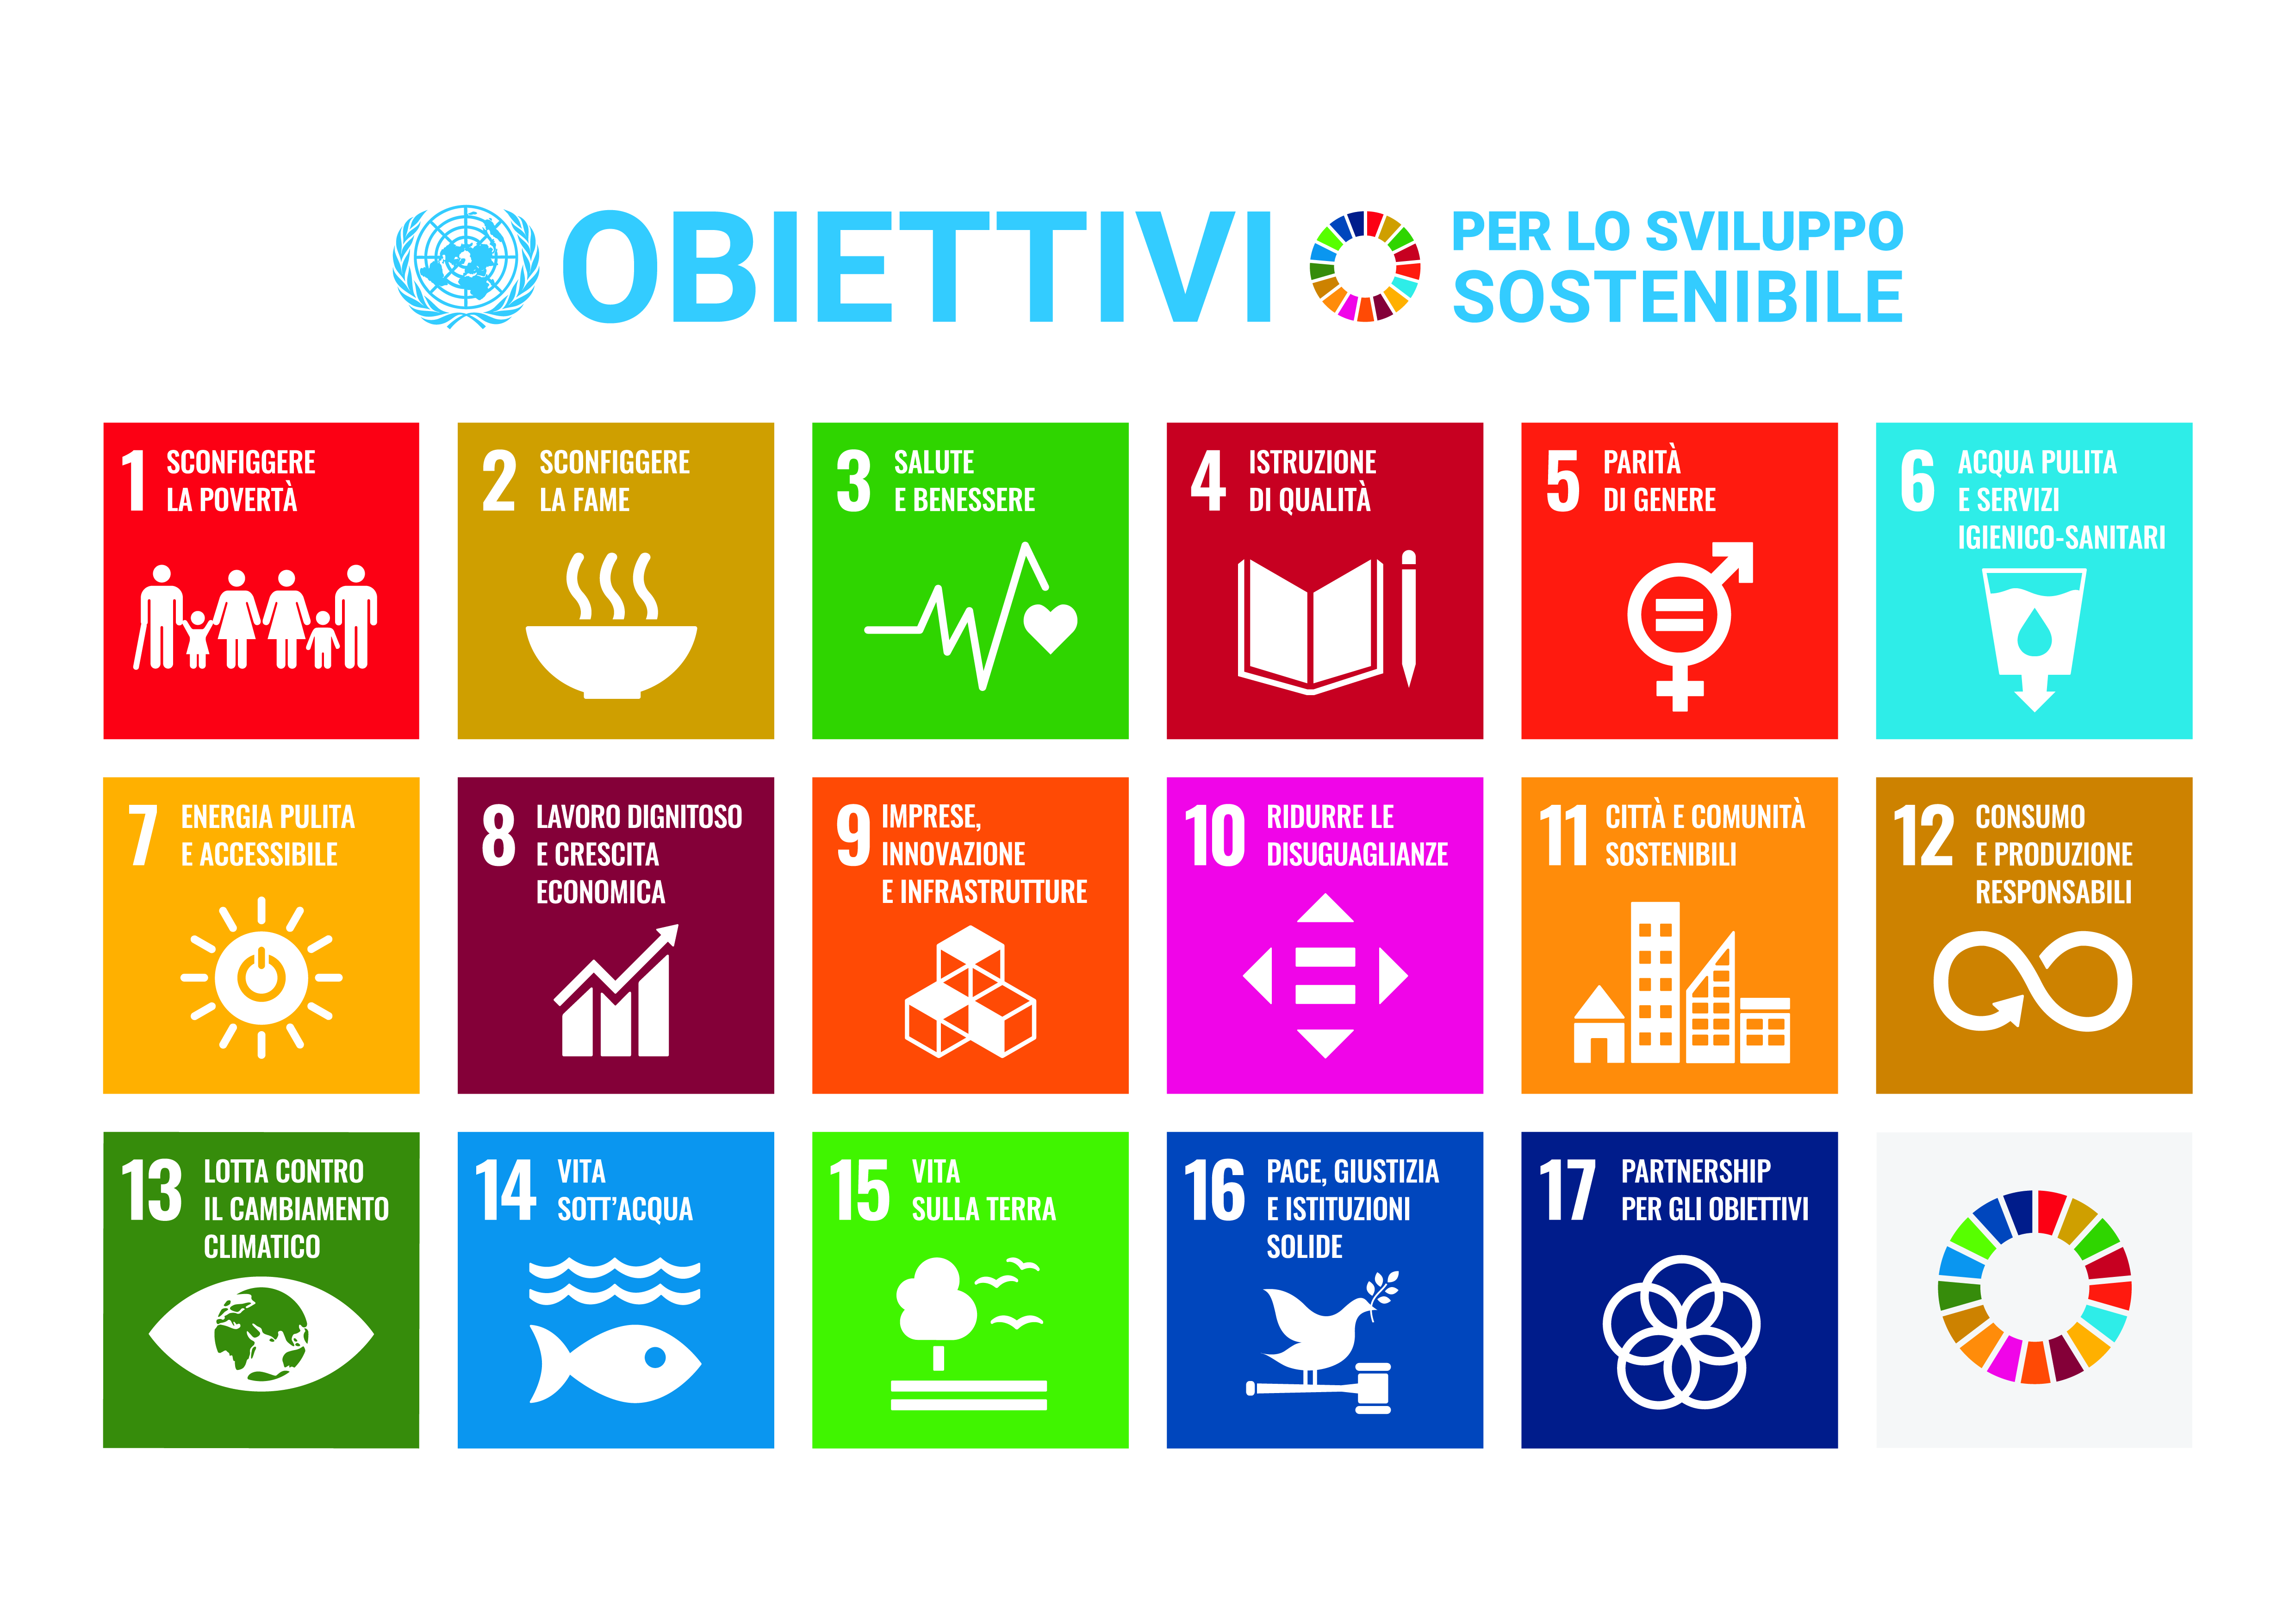 OBIETTIVI
PER LO SVILUPPO
SOSTENIBILE
1
SCONFIGGERE
LA POVERTÀ
2
SCONFIGGERE
LA FAME
3
SALUTE
E BENESSERE
4
ISTRUZIONE
DI QUALITÀ
5
PARITÀ
DI GENERE
6
ACQUA PULITA
E SERVIZI
IGIENICO-SANITARI
7
ENERGIA PULITA
E ACCESSIBILE
8
LAVORO DIGNITOSO
E CRESCITA
ECONOMICA
9
IMPRESE,
INNOVAZIONE
E INFRASTRUTTURE
10
RIDURRE LE
DISUGUAGLIANZE
11
CITTÀ E COMUNITÀ
SOSTENIBILI
12
CONSUMO
E PRODUZIONE
RESPONSABILI
13
LOTTA CONTRO
IL CAMBIAMENTO
CLIMATICO
14
VITA
SOTT'ACQUA
15
VITA
SULLA TERRA
16
PACE, GIUSTIZIA
E ISTITUZIONI
SOLIDE
17
PARTNERSHIP
PER GLI OBIETTIVI